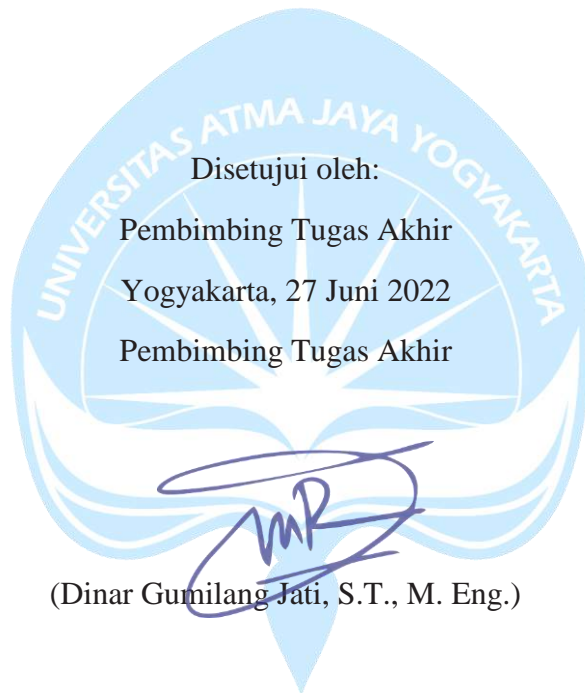 UNIVERSITAS ATMA JAYA YOGYAKARTA
Disetujui oleh:
Pembimbing Tugas Akhir
Yogyakarta, 27 Juni 2022
Pembimbing Tugas Akhir
(Dinar Gumilang Jati, S.T., M. Eng.)